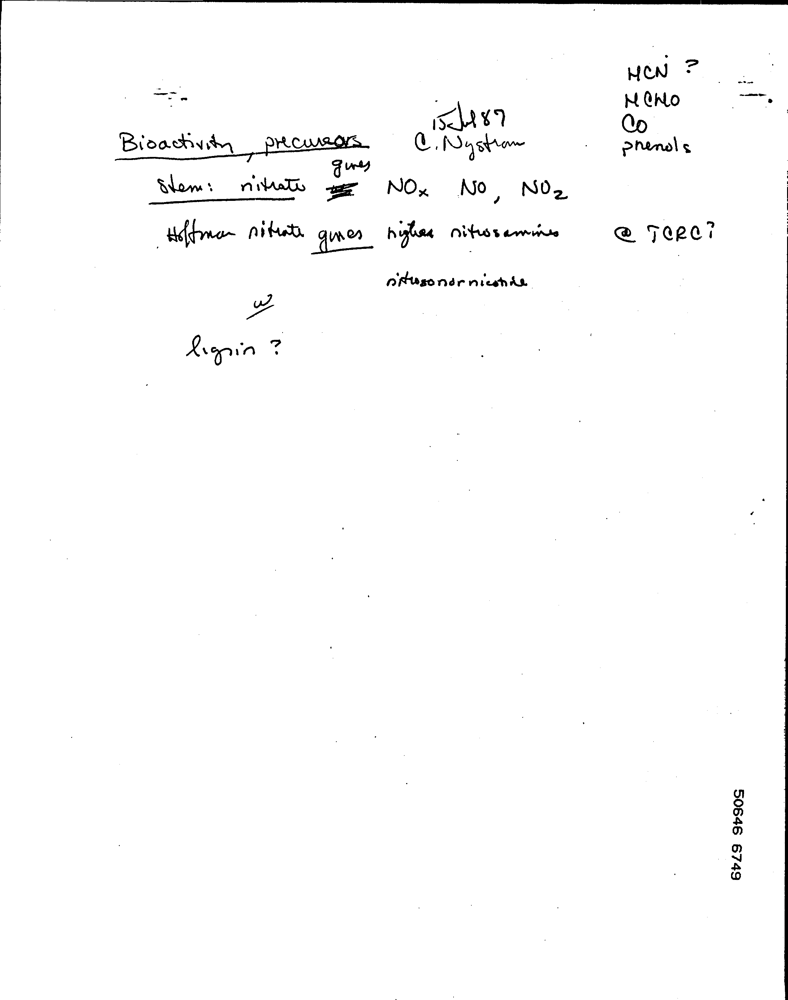 HCN ?
HCHO
CO
phenols
15 Jul 87
Bioactivity, precursors C. Nystrom
gives
Stem: nitrate NOx NO, NO2
Hoffman nitrate gives higher nitrosamines @ TCRC?
nitrosonornicotine
w
lignin ?
50646 6749